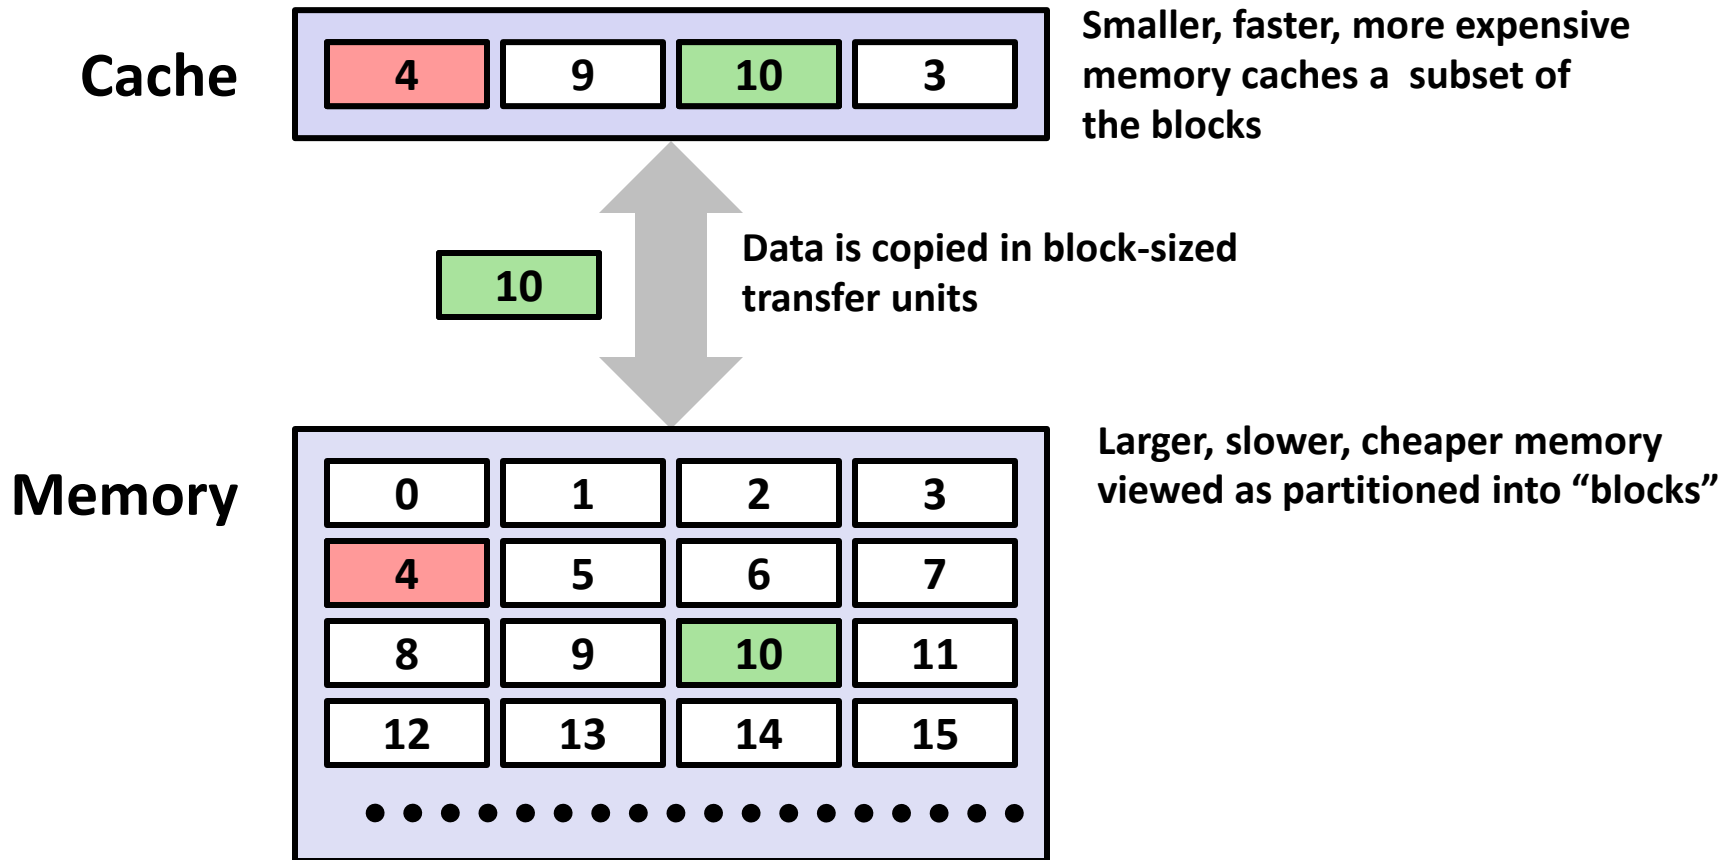 Cache
4 9 10 3
Smaller, faster, more expensive
memory caches a  subset of
the blocks
10
Data is copied in block-sized
transfer units
Memory
0 1 2 3
4 5 6 7
8 9 10 11
12 13 14 15
Larger, slower, cheaper memory
viewed as partitioned into “blocks”